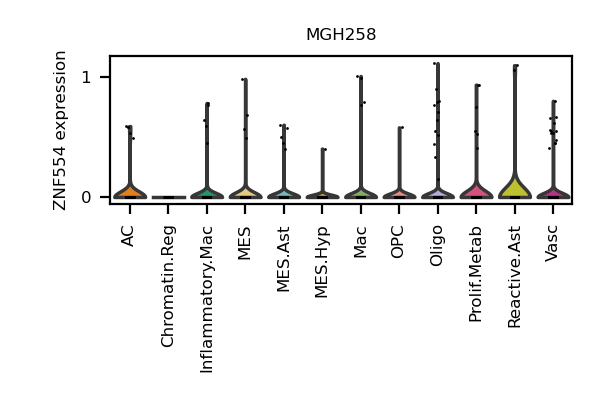 MGH258
ZNF554 expression
1
0
AC
Chromatin.Reg
Inflammatory.Mac
MES
MES.Ast
MES.Hyp
Mac
OPC
Oligo
Prolif.Metab
Reactive.Ast
Vasc